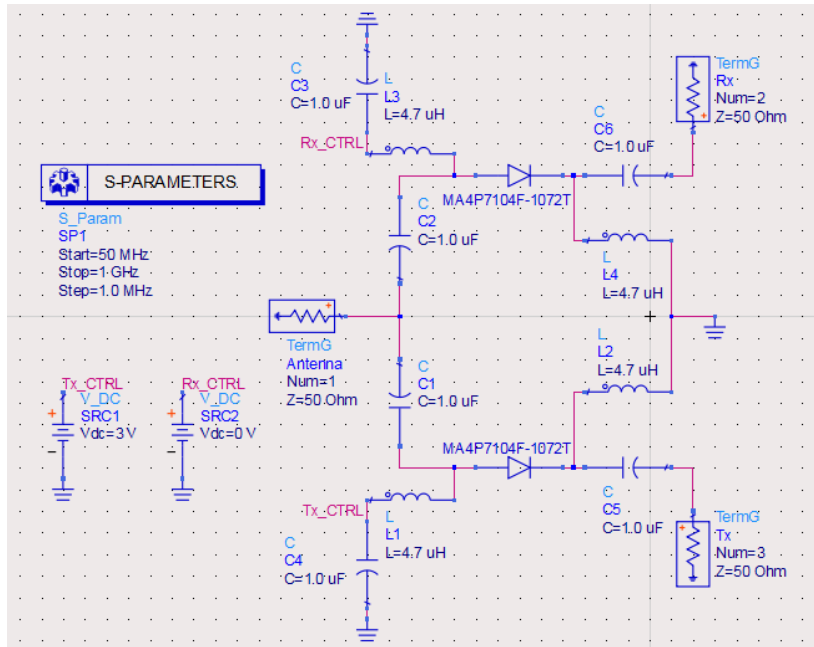 C
C3
C=1.0 uF
L
L3
L=4.7 uH
Rx_CTRL
TermG
Rx
Num=2
Z=50 Ohm
C
C6
C=1.0 uF
S-PARAMETERS
S_Param
SP1
Start=50 MHz
Stop=1 GHz
Step=1.0 MHz
MA4P7104F-1072T
C
C2
C=1.0 uF
L
L4
L=4.7 uH
TermG
Antenna
Num=1
Z=50 Ohm
L
L2
L=4.7 uH
C
C1
C=1.0 uF
Tx_CTRL
V_DC
SRC1
Vdc=3 V
Rx_CTRL
V_DC
SRC2
Vdc=0 V
MA4P7104F-1072T
Tx_CTRL
L
L1
L=4.7 uH
C
C4
C=1.0 uF
C
C5
C=1.0 uF
TermG
Tx
Num=3
Z=50 Ohm